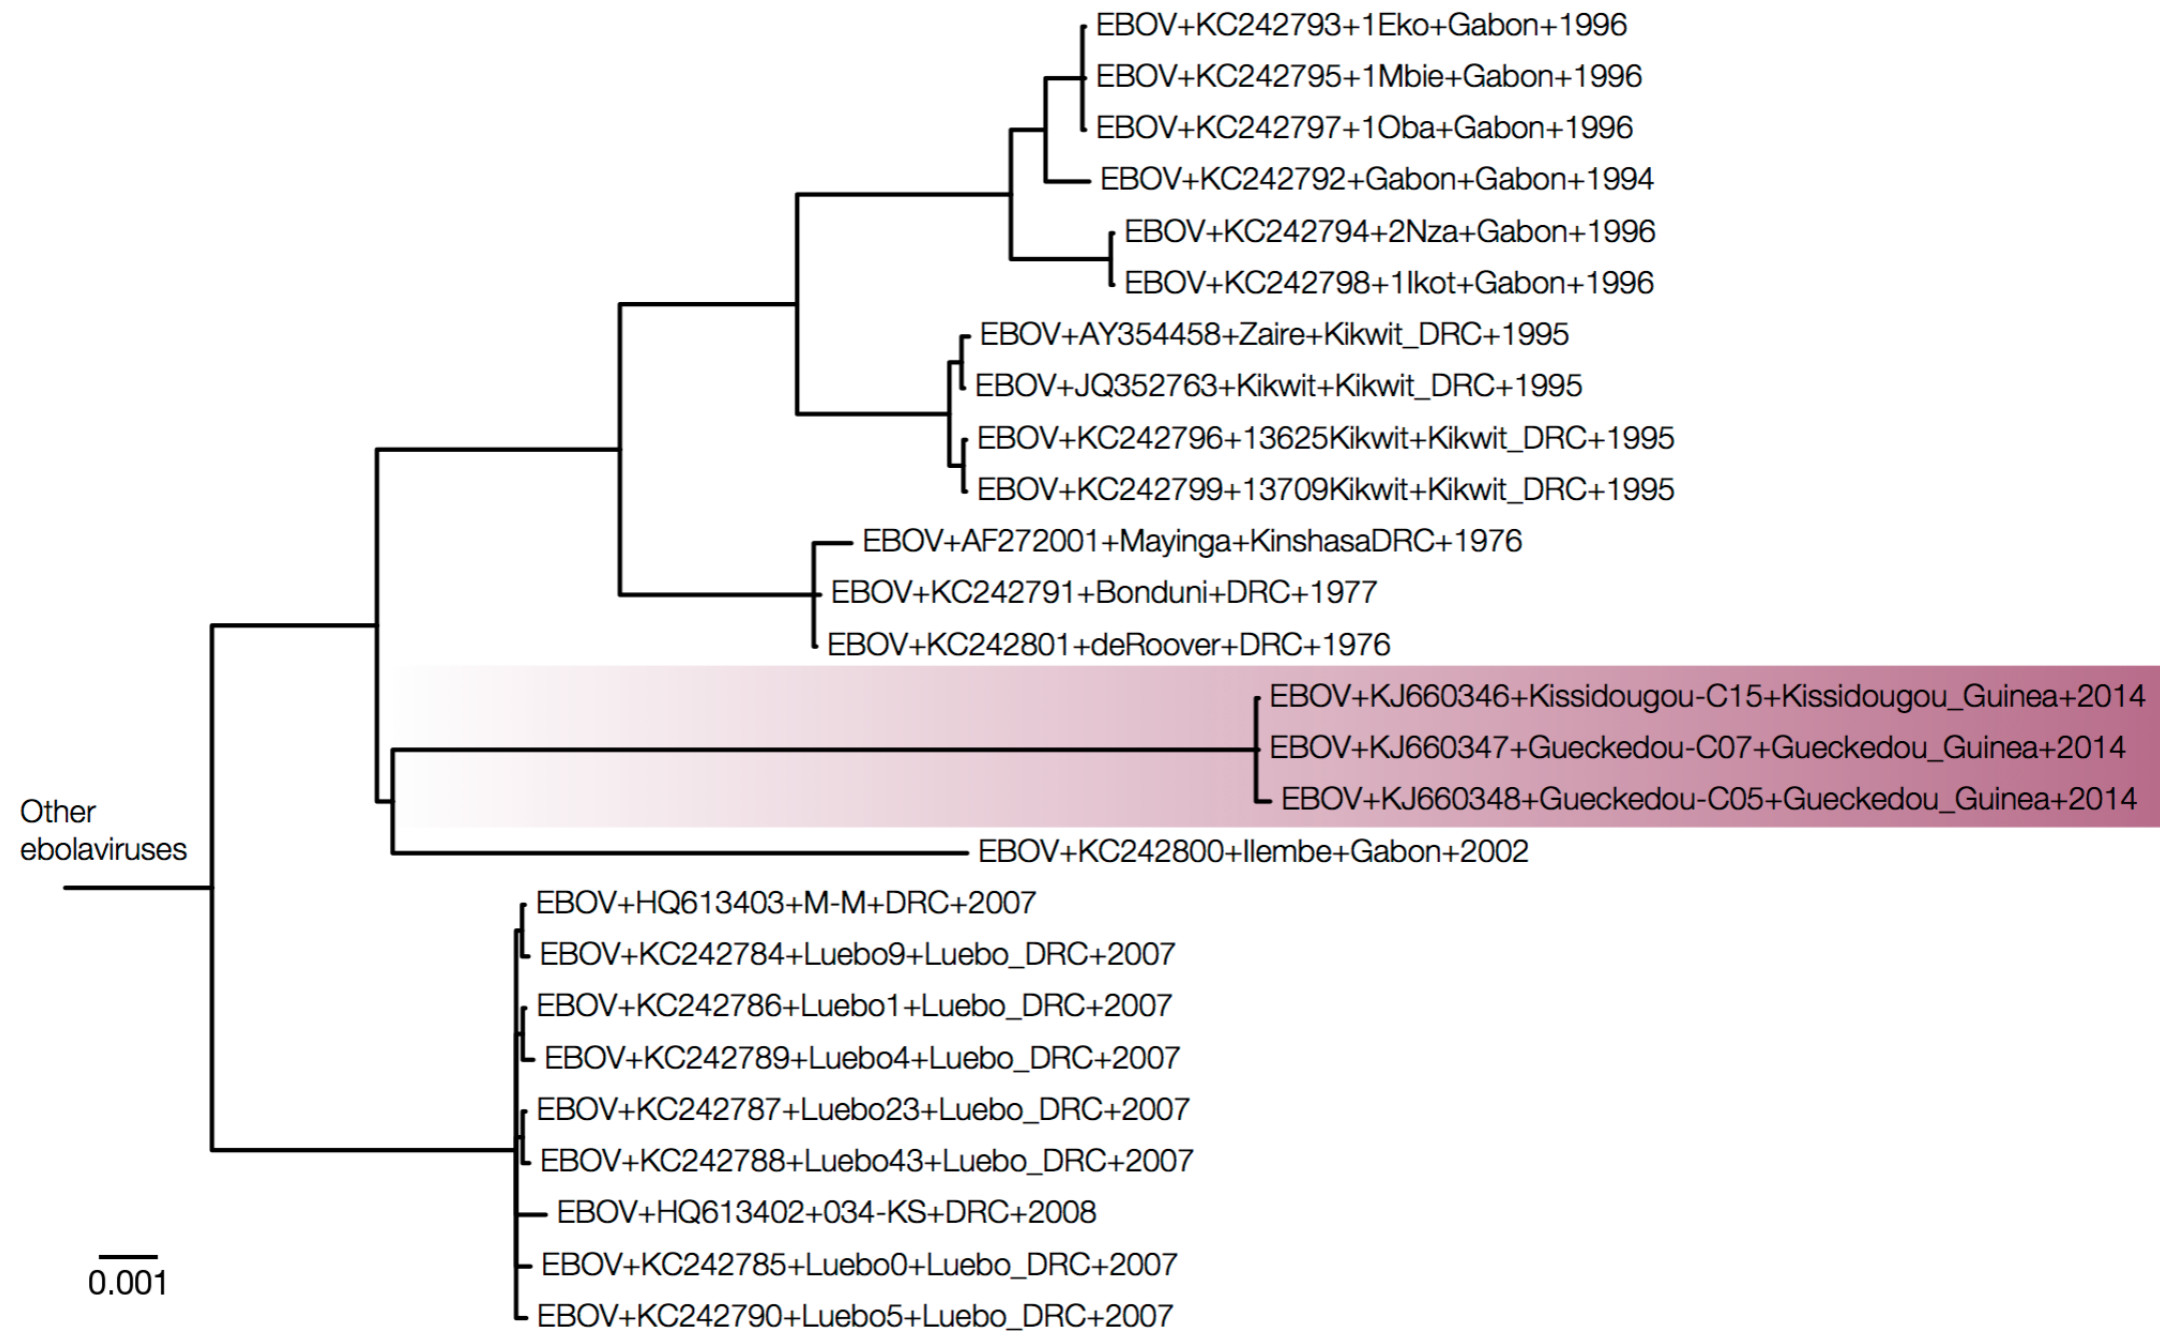 EBOV+KC242793+1Eko+Gabon+1996
EBOV+KC242795+1Mbie+Gabon+1996
EBOV+KC242797+1Oba+Gabon+1996
EBOV+KC242792+Gabon+Gabon+1994
EBOV+KC242794+2Nza+Gabon+1996
EBOV+KC242798+1Ikot+Gabon+1996
EBOV+AY354458+Zaire+Kikwit_DRC+1995
EBOV+JQ352763+Kikwit+Kikwit_DRC+1995
EBOV+KC242796+13625Kikwit+Kikwit_DRC+1995
EBOV+KC242799+13709Kikwit+Kikwit_DRC+1995
EBOV+AF272001+Mayinga+KinshasaDRC+1976
EBOV+KC242791+Bonduni+DRC+1977
EBOV+KC242801+deRoover+DRC+1976
EBOV+KJ660346+Kissidougou-C15+Kissidougou_Guinea+2014
EBOV+KJ660347+Gueckedou-C07+Gueckedou_Guinea+2014
EBOV+KJ660348+Gueckedou-C05+Gueckedou_Guinea+2014
Other
ebolaviruses
EBOV+KC242800+Ilembe+Gabon+2002
EBOV+HQ613403+M-M+DRC+2007
EBOV+KC242784+Luebo9+Luebo_DRC+2007
EBOV+KC242786+Luebo1+Luebo_DRC+2007
EBOV+KC242789+Luebo4+Luebo_DRC+2007
EBOV+KC242787+Luebo23+Luebo_DRC+2007
EBOV+KC242788+Luebo43+Luebo_DRC+2007
EBOV+HQ613402+034-KS+DRC+2008
EBOV+KC242785+Luebo0+Luebo_DRC+2007
0.001
EBOV+KC242790+Luebo5+Luebo_DRC+2007